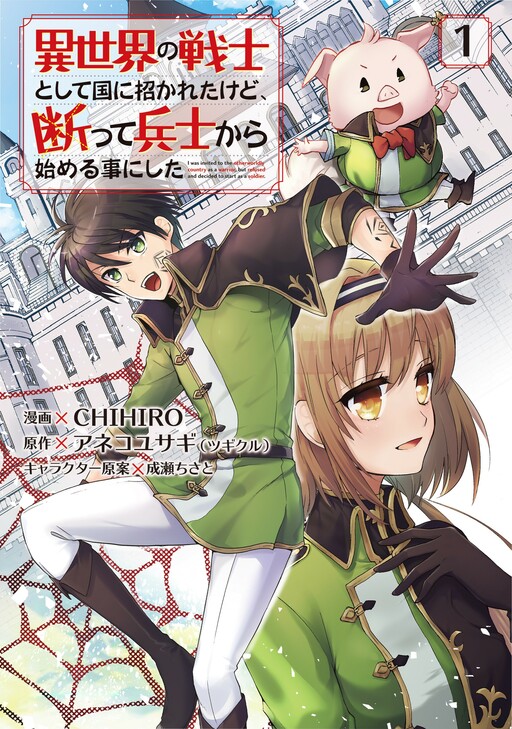 異世界の戦士
として国に招かれたけど、
断って兵士から
始める事にした
I was invited to the otherworldly
country as a warrior, but refused
and decided to start as a soldier.
1
漫画×CHIHIRO
原作×アネコユサギ(ツギクル)
キャラクター原案×成瀬ちさと